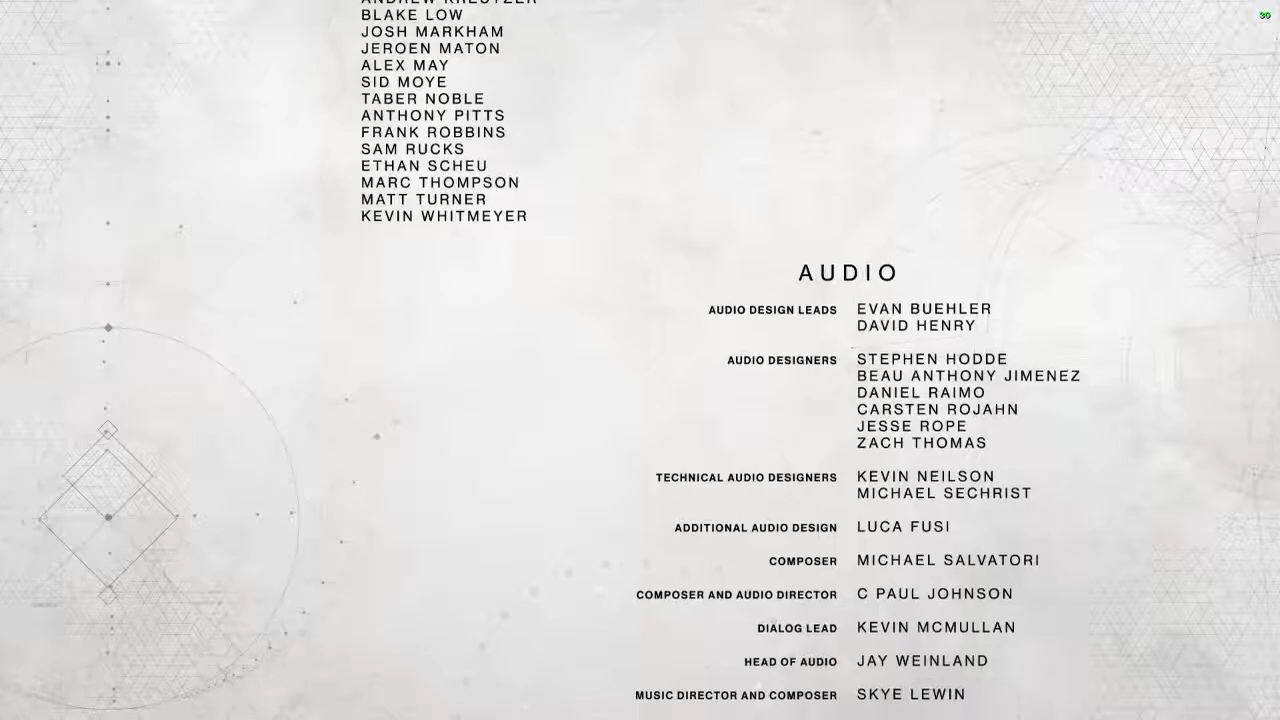 BLAKE LOW
JOSH MARKHAM
JEROEN MATON
ALEX MAY
SID MOYE
TABER NOBLE
ANTHONY PITTS
FRANK ROBBINS
SAM RUCKS
ETHAN SCHEU
MARC THOMPSON
MATT TURNER
KEVIN WHITMEYER
AUDIO
AUDIO DESIGN LEADS EVAN BUEHLER
DAVID HENRY
AUDIO DESIGNERS STEPHEN HODDE
BEAU ANTHONY JIMENEZ
DANIEL RAIMO
CARSTEN ROJAHN
JESSE ROPE
ZACH THOMAS
TECHNICAL AUDIO DESIGNERS KEVIN NEILSON
MICHAEL SECHRIST
ADDITIONAL AUDIO DESIGN LUCA FUSI
COMPOSER MICHAEL SALVATORI
COMPOSER AND AUDIO DIRECTOR C PAUL JOHNSON
DIALOG LEAD KEVIN MCMULLAN
HEAD OF AUDIO JAY WEINLAND
MUSIC DIRECTOR AND COMPOSER SKYE LEWIN
30